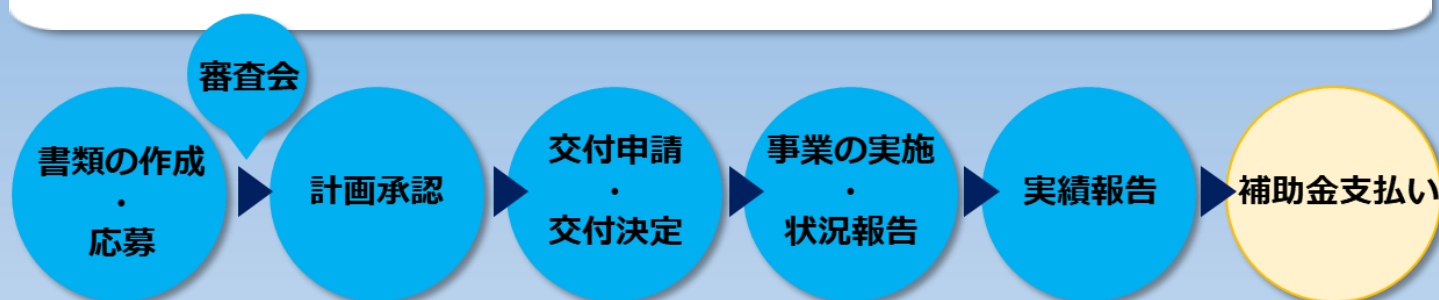 審査会
書類の作成
・
応募
計画承認
交付申請
・
交付決定
事業の実施
・
状況報告
実績報告
補助金支払い